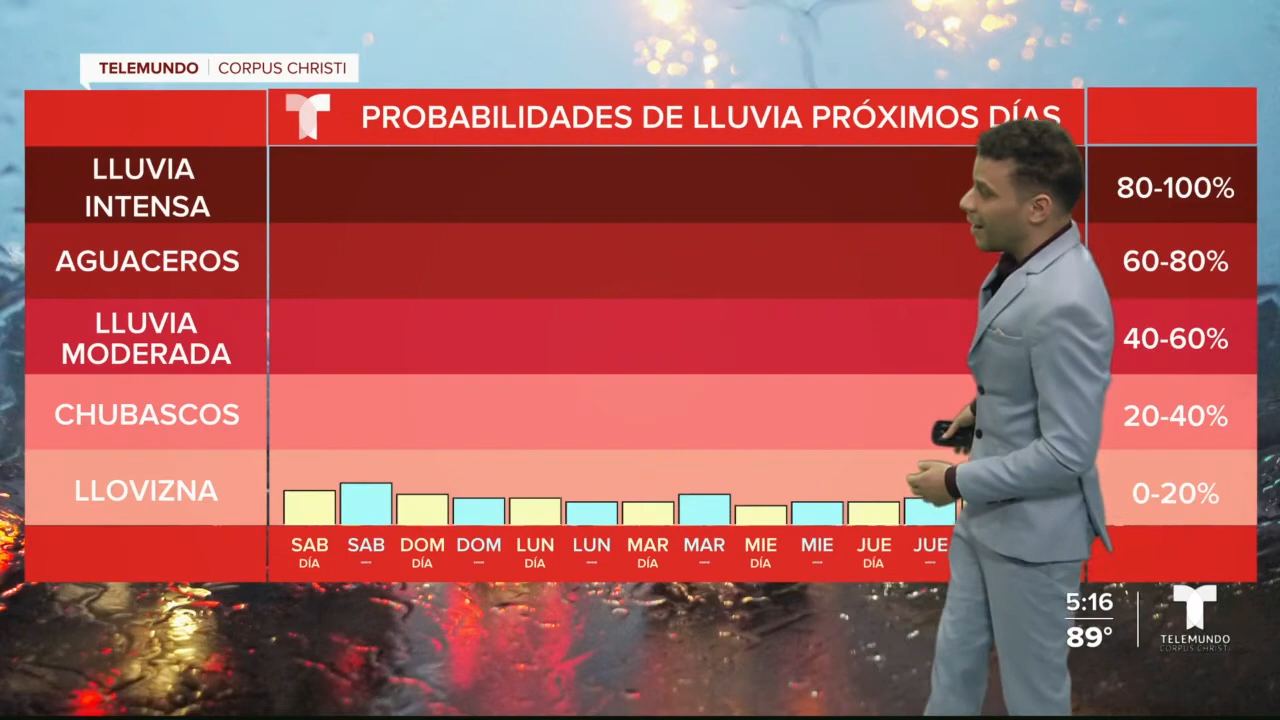 TELEMUNDO CORPUS CHRISTI
PROBABILIDADES DE LLUVIA PRÓXIMOS DÍAS
LLUVIA
INTENSA
80-100%
AGUACEROS
60-80%
LLUVIA
MODERADA
40-60%
CHUBASCOS
20-40%
LLOVIZNA
0-20%
SAB SAB DOM DOM LUN LUN MAR MAR MIE MIE JUE JUE
DÍA --- DÍA --- DÍA --- DÍA --- DÍA --- DÍA ---
5:16
89°
TELEMUNDO
CORPUS CHRISTI